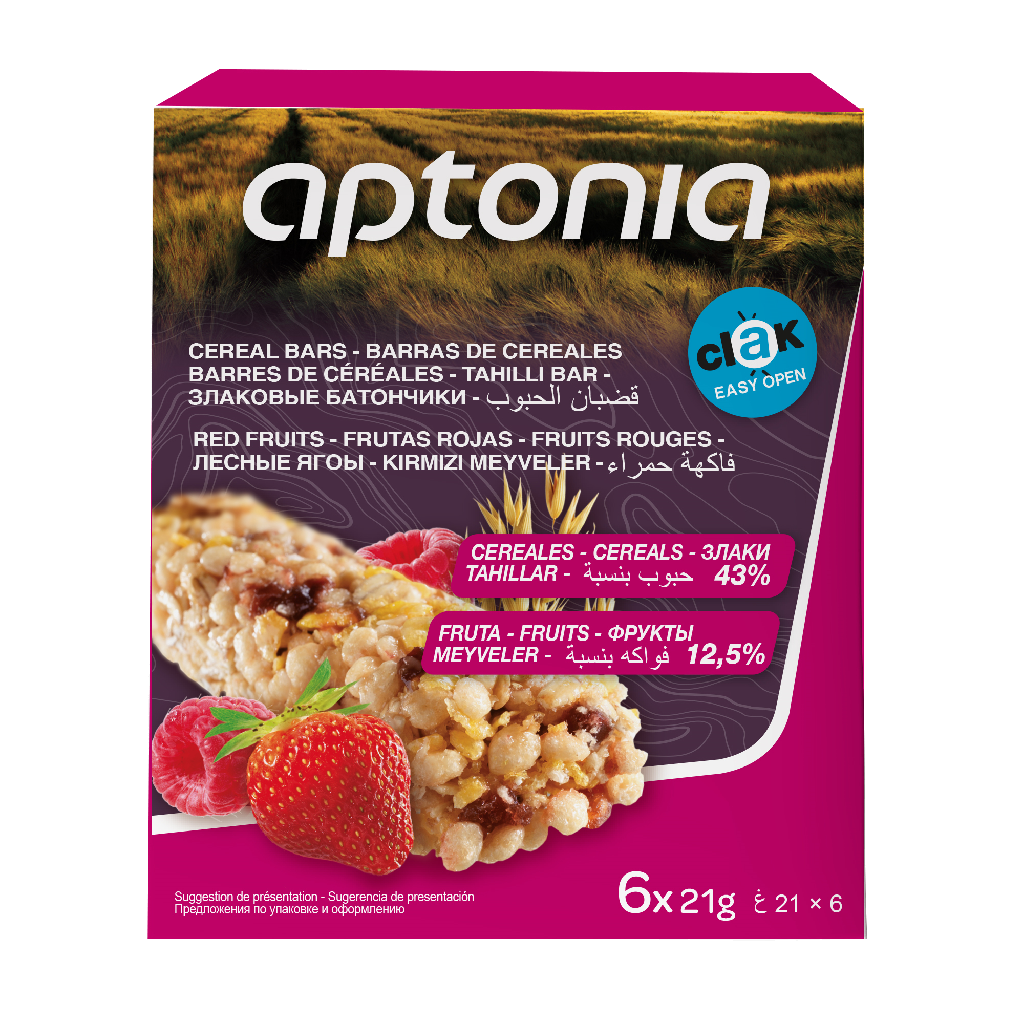 aptonia
clak
EASY OPEN
CEREAL BARS - BARRAS DE CEREALES
BARRES DE CÉRÉALES - TAHILLI BAR -
ЗЛАКОВЫЕ БАТОНЧИКИ - قضبان الحبوب
RED FRUITS - FRUTAS ROJAS - FRUITS ROUGES -
ЛЕСНЫЕ ЯГОЫ - KIRMIZI MEYVELER - فاكهة حمراء
CEREALES - CEREALS - ЗЛАКИ
TAHILLAR - حبوب بنسبة 43%
FRUTA - FRUITS - ФРУКТЫ
MEYVELER - فواكه بنسبة 12,5%
Suggestion de présentation - Sugerencia de presentación
Предложения по упаковке и оформлению
6x21g غ 21 × 6